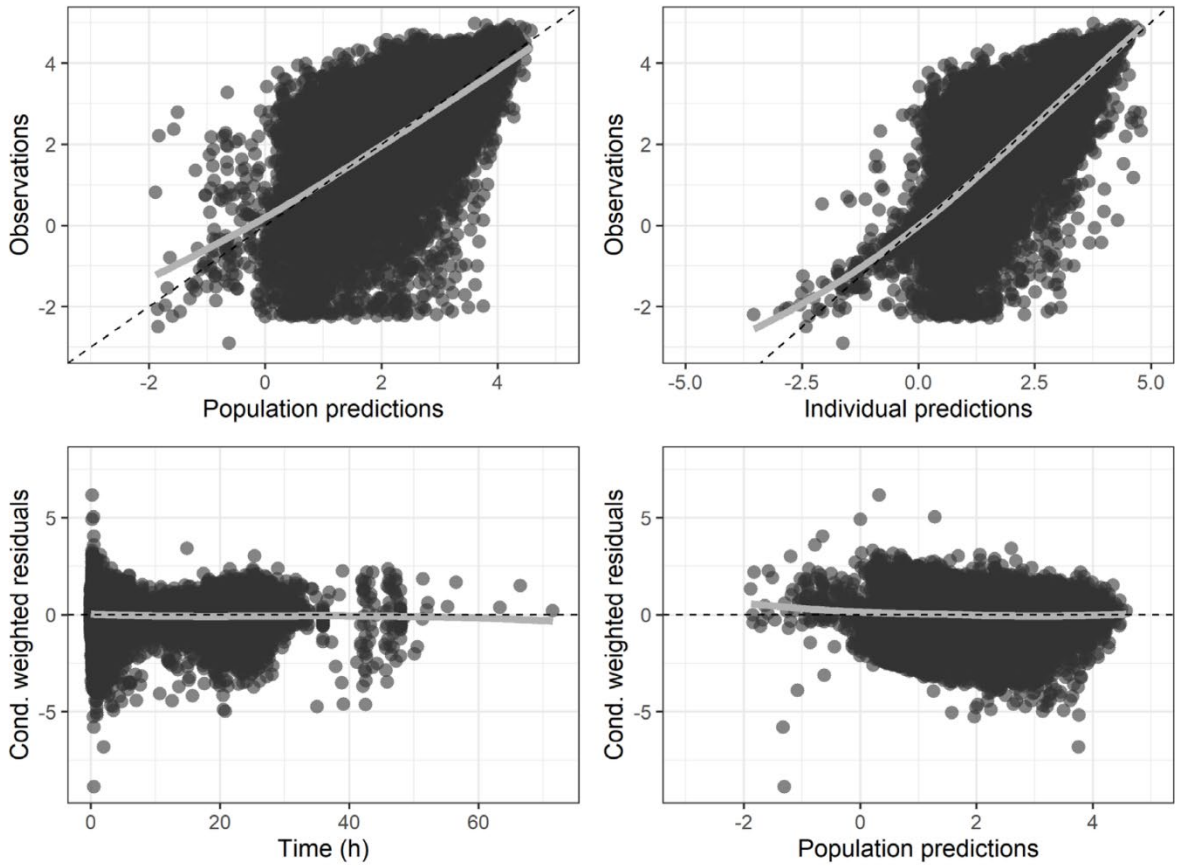 Observations
4
2
0
-2
-2 0 2 4
Population predictions
Observations
4
2
0
-2
-5.0 -2.5 0.0 2.5 5.0
Individual predictions
Cond. weighted residuals
5
0
-5
0 20 40 60
Time (h)
Cond. weighted residuals
5
0
-5
-2 0 2 4
Population predictions